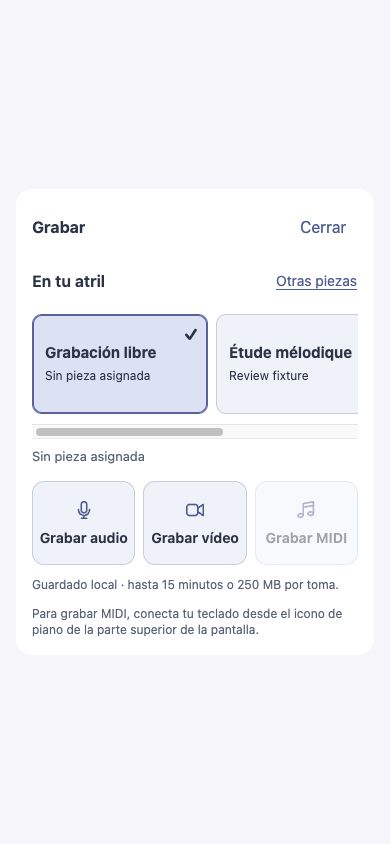 Grabar
Cerrar
En tu atril
Otras piezas
Grabación libre
Sin pieza asignada
Étude mélodique
Review fixture
Sin pieza asignada
Grabar audio
Grabar vídeo
Grabar MIDI
Guardado local · hasta 15 minutos o 250 MB por toma.
Para grabar MIDI, conecta tu teclado desde el icono de
piano de la parte superior de la pantalla.